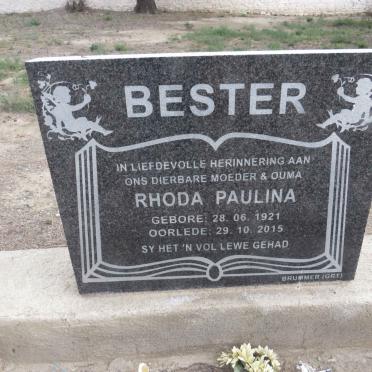 BESTER
IN LIEFDEVOLLE HERINNERING AAN
ONS DIERBARE MOEDER & OUMA
RHODA PAULINA
GEBORE: 28. 06. 1921
OORLEDE: 29. 10. 2015
SY HET 'N VOL LEWE GEHAD
BRUMMER (GRT)